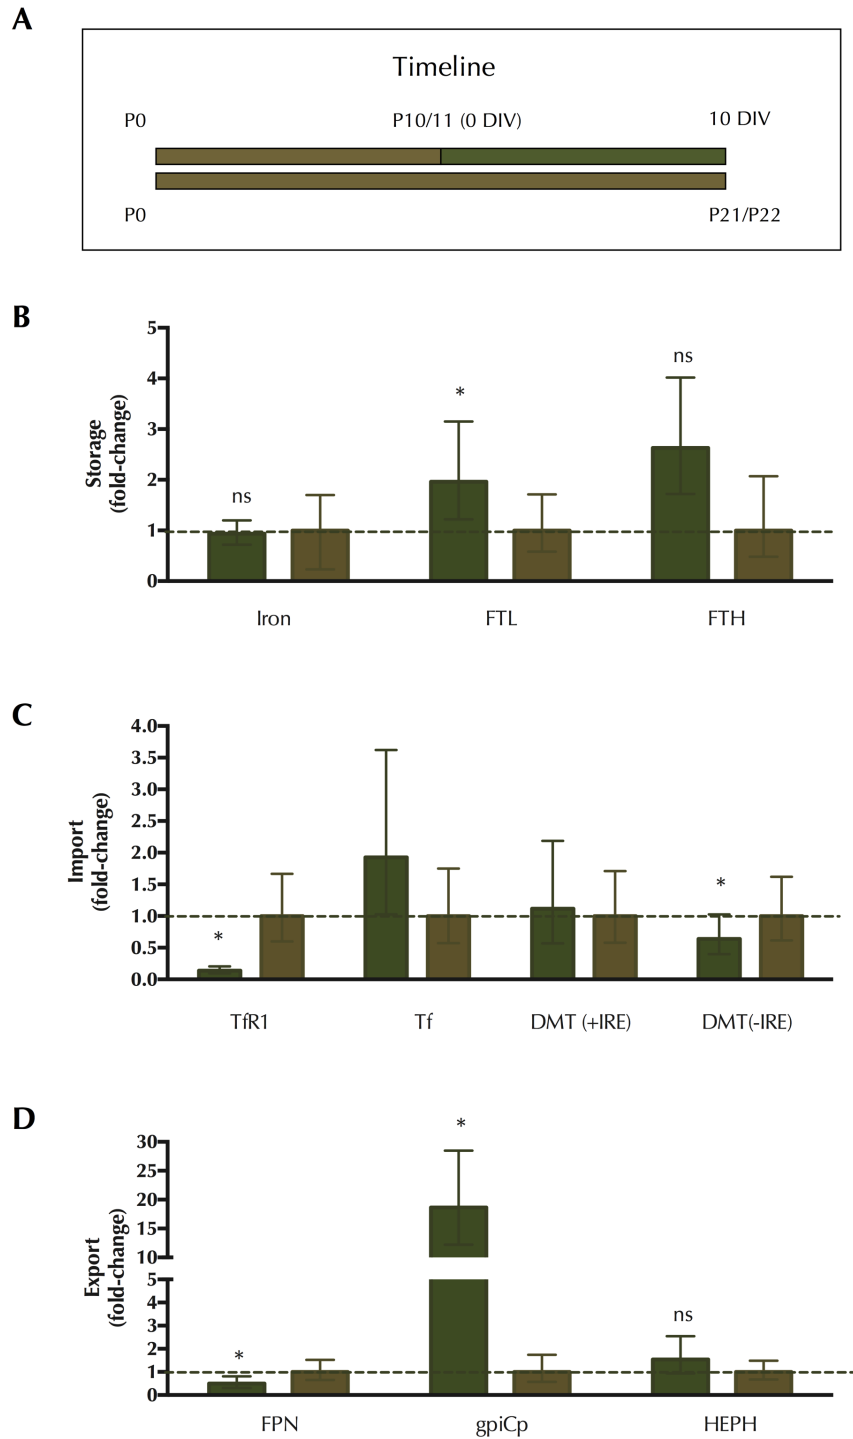 A
Timeline
P0 P10/11 (0 DIV) 10 DIV
P0 P21/P22
B
Storage
(fold-change)
5
4
3
2
1
0
ns
*
ns
Iron FTL FTH
C
Import
(fold-change)
4.0
3.5
3.0
2.5
2.0
1.5
1.0
0.5
0.0
*
*
TfR1 Tf DMT (+IRE) DMT(-IRE)
D
Export
(fold-change)
30
25
20
15
10
5
4
3
2
1
0
*
*
ns
FPN gpiCp HEPH